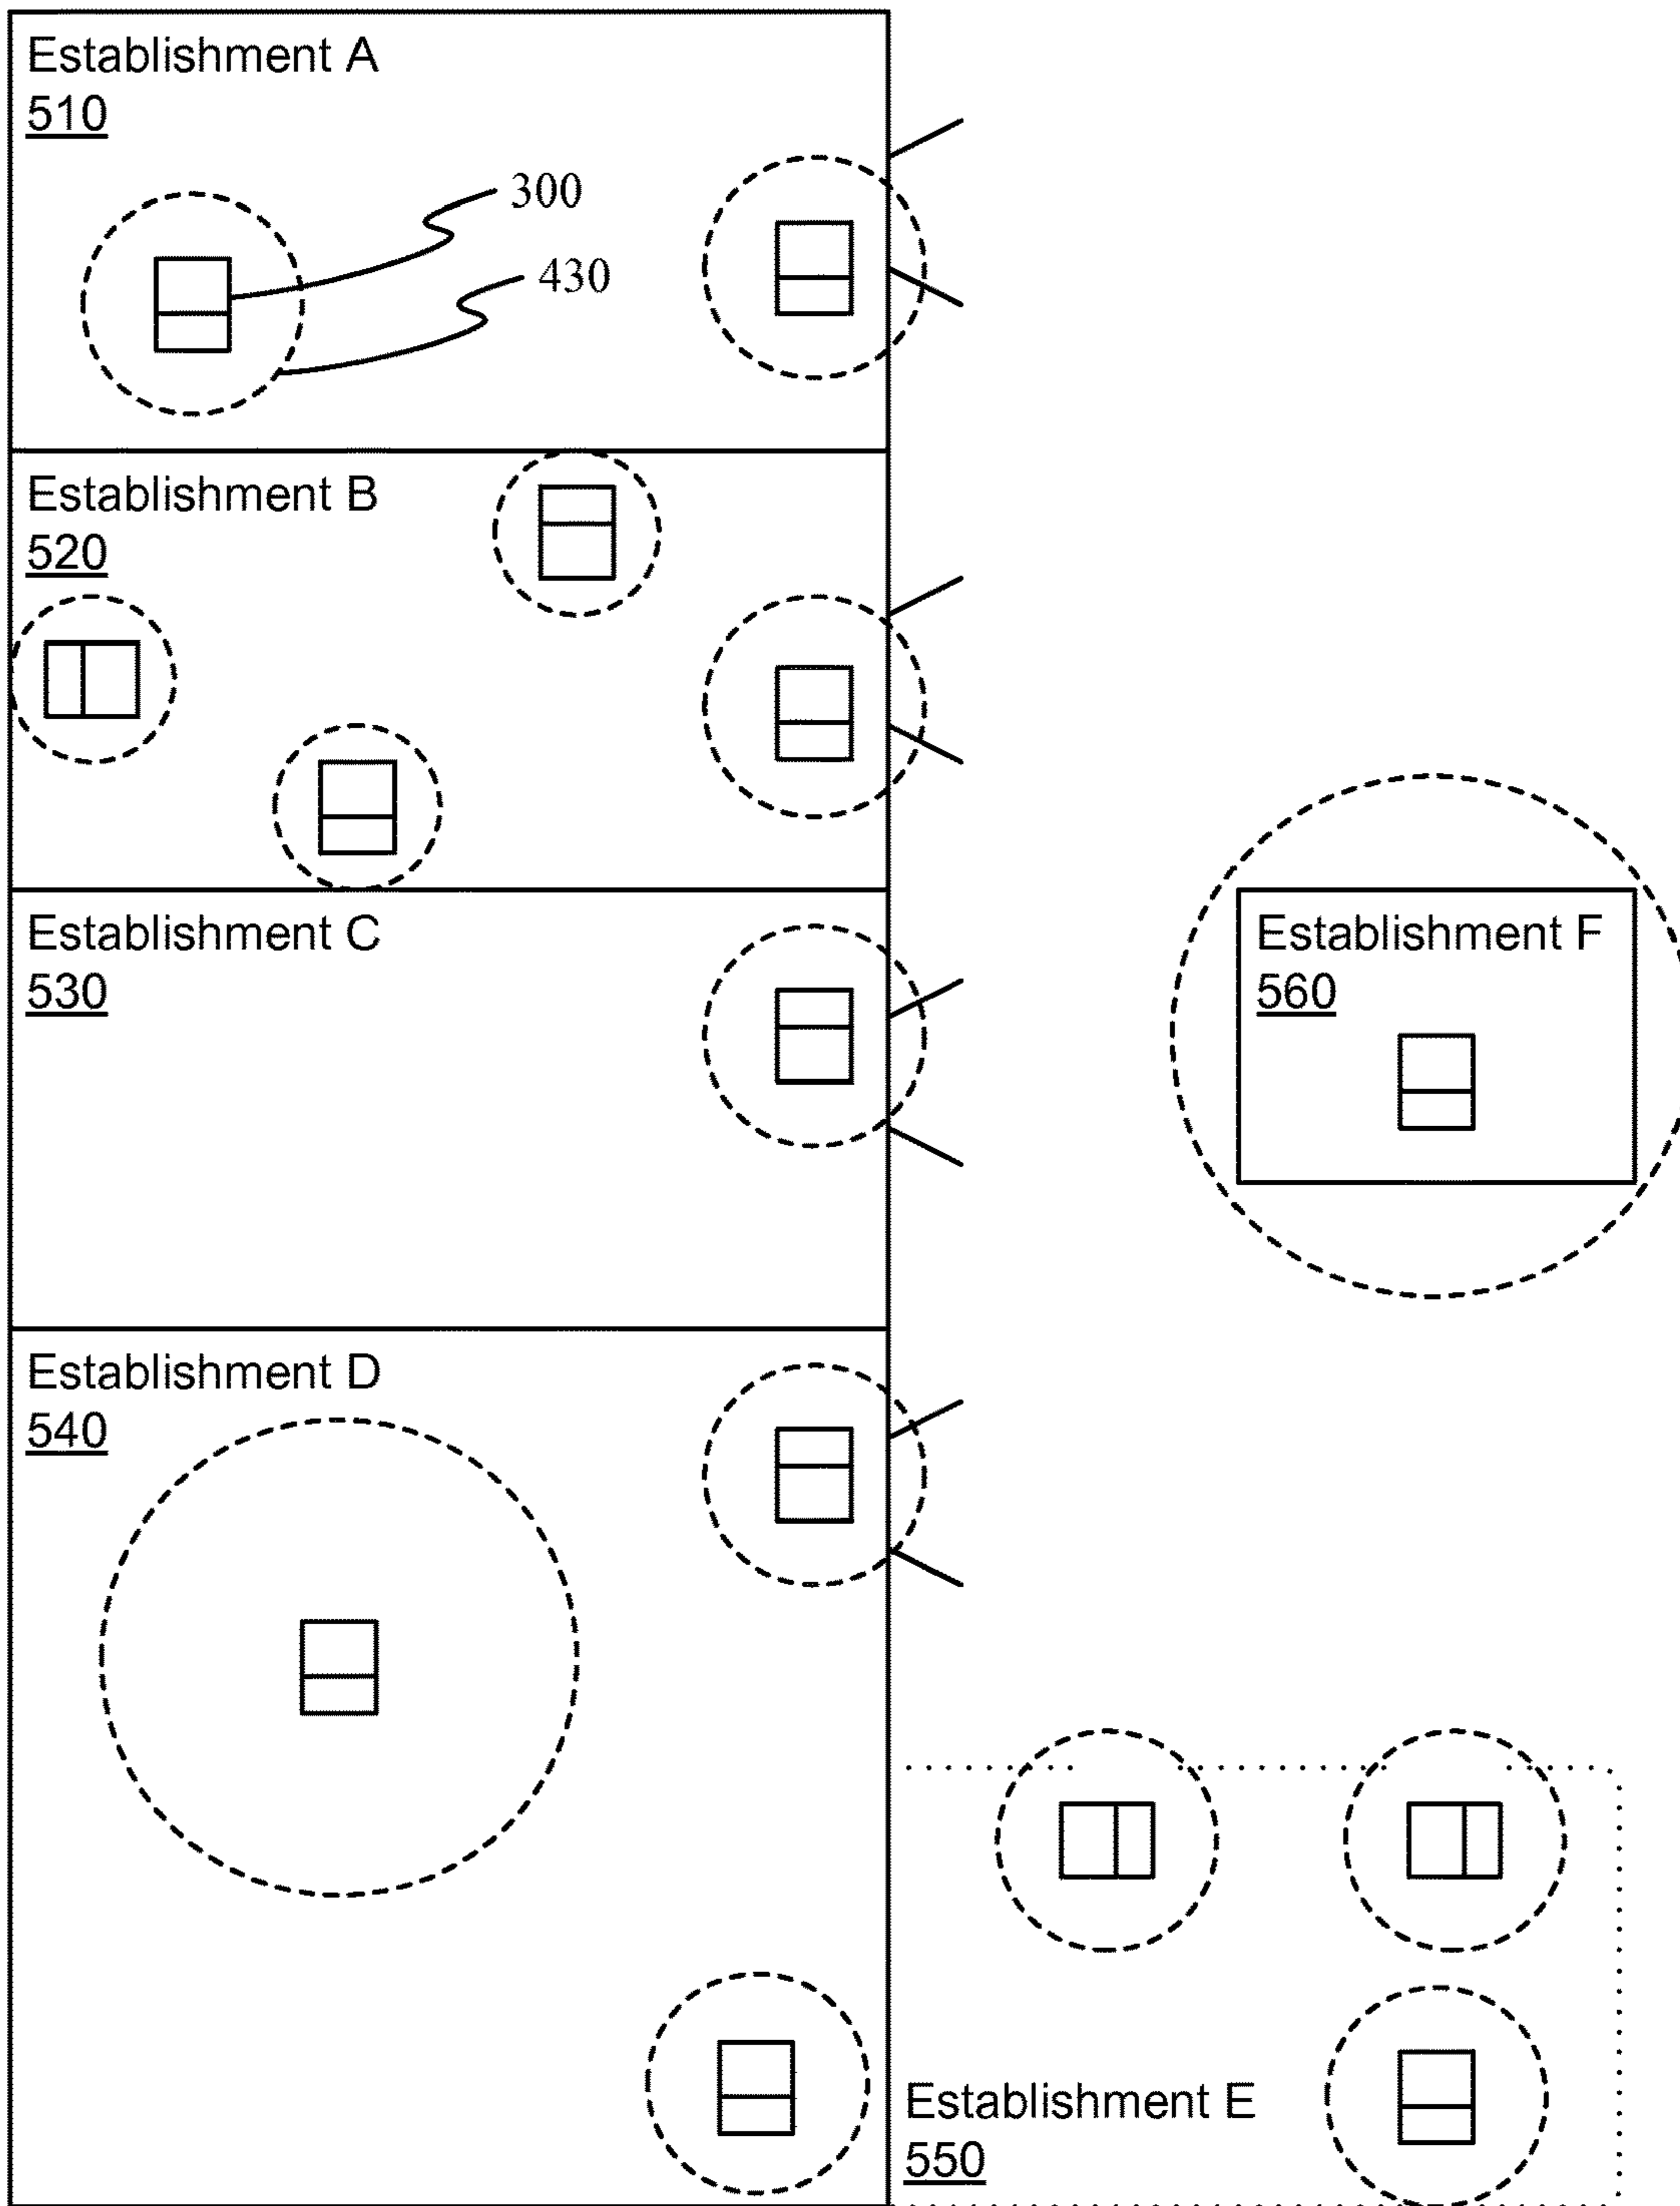 Establishment A
510
300
430
Establishment B
520
Establishment C
530
Establishment F
560
Establishment D
540
Establishment E
550